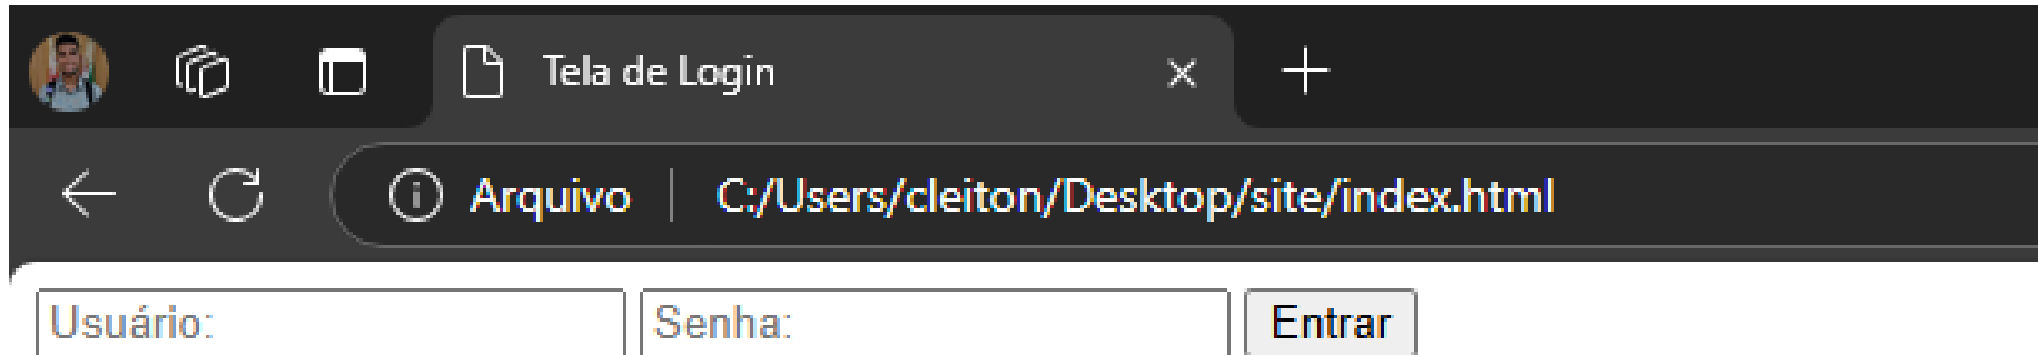 Tela de Login
Arquivo C:/Users/cleiton/Desktop/site/index.html
Usuário: Senha: Entrar